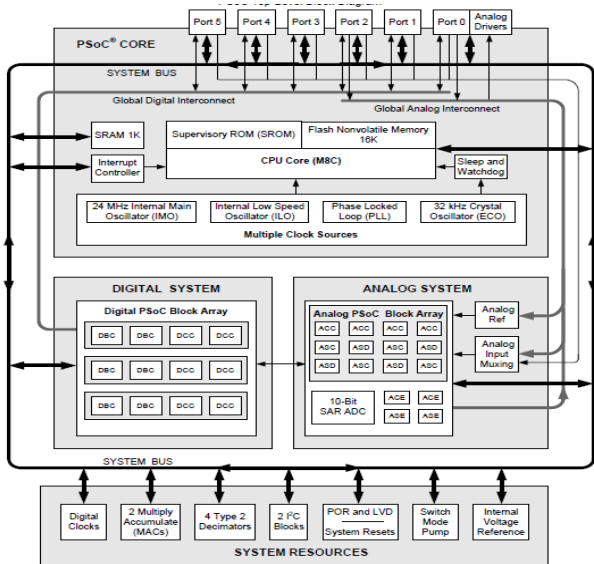 PSoC Top Level Block Diagram
Port 5 Port 4 Port 3 Port 2 Port 1 Port 0 Analog
Drivers
PSoC® CORE
SYSTEM BUS
Global Digital Interconnect
Global Analog Interconnect
SRAM 1K
Supervisory ROM (SROM)
Flash Nonvolatile Memory
16K
Interrupt
Controller
CPU Core (M8C)
Sleep and
Watchdog
24 MHz Internal Main
Oscillator (IMO)
Internal Low Speed
Oscillator (ILO)
Phase Locked
Loop (PLL)
32 kHz Crystal
Oscillator (ECO)
Multiple Clock Sources
DIGITAL SYSTEM
Digital PSoC Block Array
DBC DBC DCC DCC
DBC DBC DCC DCC
DBC DBC DCC DCC
ANALOG SYSTEM
Analog PSoC Block Array
ACC ACC ACC ACC
ASC ASD ASC ASD
ASD ASC ASD ASC
10-Bit
SAR ADC
ACE ACE
ASE ASE
Analog
Ref
Analog
Input
Muxing
SYSTEM BUS
Digital
Clocks
2 Multiply
Accumulate
(MACs)
4 Type 2
Decimators
2 I²C
Blocks
POR and LVD
System Resets
Switch
Mode
Pump
Internal
Voltage
Reference
SYSTEM RESOURCES